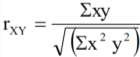 r_XY = Σxy / √(Σx² y²)